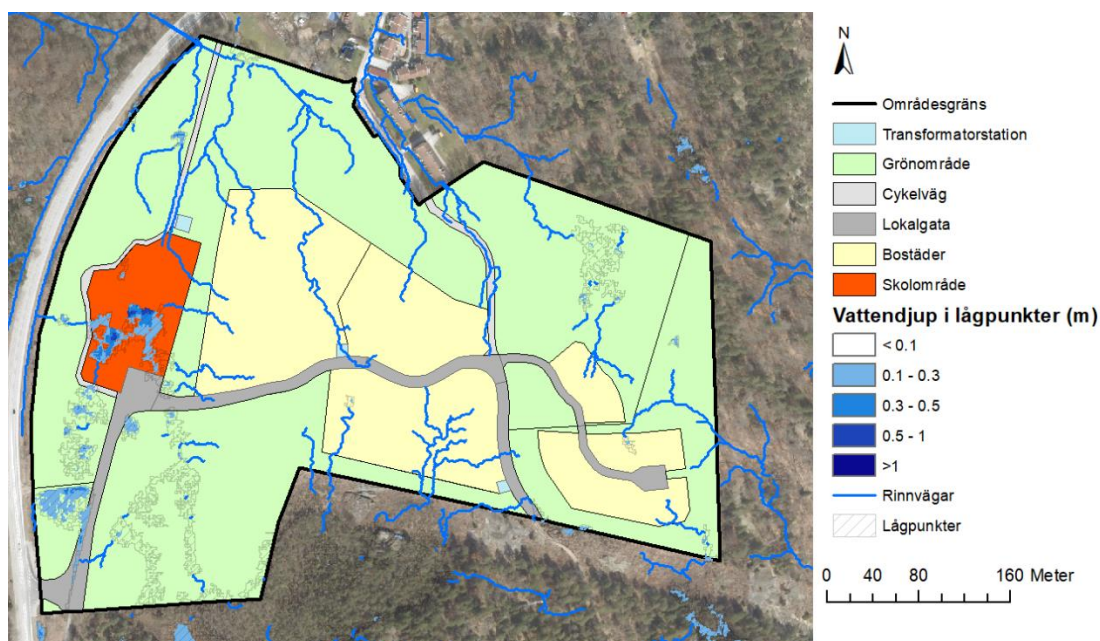 N
Områdesgräns
Transformatorstation
Grönområde
Cykelväg
Lokalgata
Bostäder
Skolområde
Vattendjup i lågpunkter (m)
< 0.1
0.1 - 0.3
0.3 - 0.5
0.5 - 1
>1
Rinnvägar
Lågpunkter
0 40 80 160 Meter